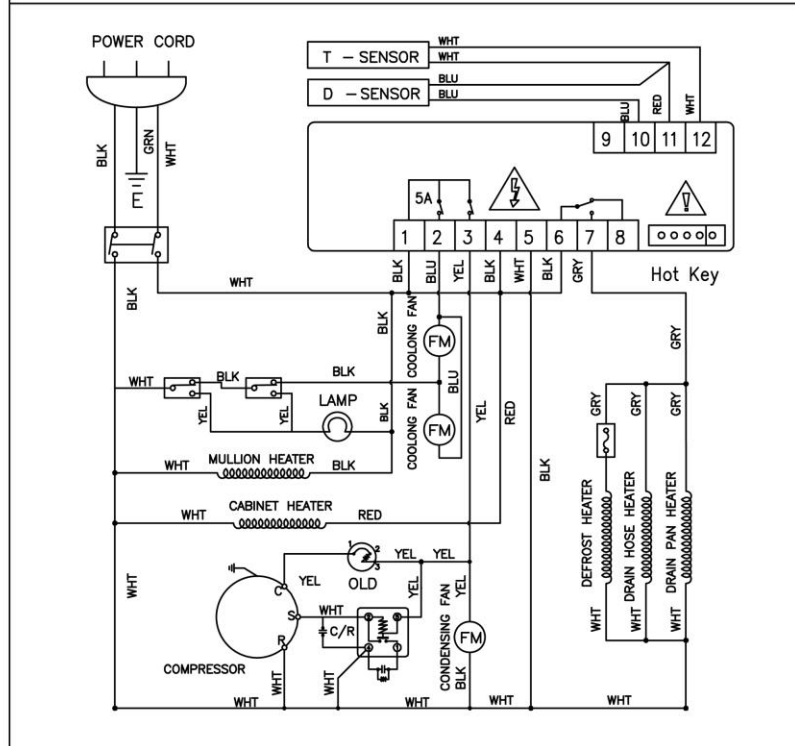 POWER CORD
T - SENSOR
WHT
WHT
D - SENSOR
BLU
BLU
BLU
RED
WHT
9 10 11 12
BLK
GRN
WHT
E
5A
1 2 3 4 5 6 7 8
Hot Key
BLK
BLU
YEL
BLK
WHT
BLK
GRY
BLK
WHT
BLK
COOLONG FAN
FM
GRY
WHT
BLK
BLK
BLU
YEL
YEL
LAMP
BLK
COOLONG FAN
FM
YEL
RED
BLK
GRY
GRY
GRY
WHT
MULLION HEATER
BLK
WHT
CABINET HEATER
RED
DEFROST HEATER
DRAIN HOSE HEATER
DRAIN PAN HEATER
WHT
WHT
WHT
WHT
1
2
3
OLD
YEL
YEL
YEL
YEL
YEL
C
S
R
WHT
C/R
COMPRESSOR
WHT
WHT
CONDENSING FAN
FM
BLK
WHT
WHT
WHT
WHT
WHT